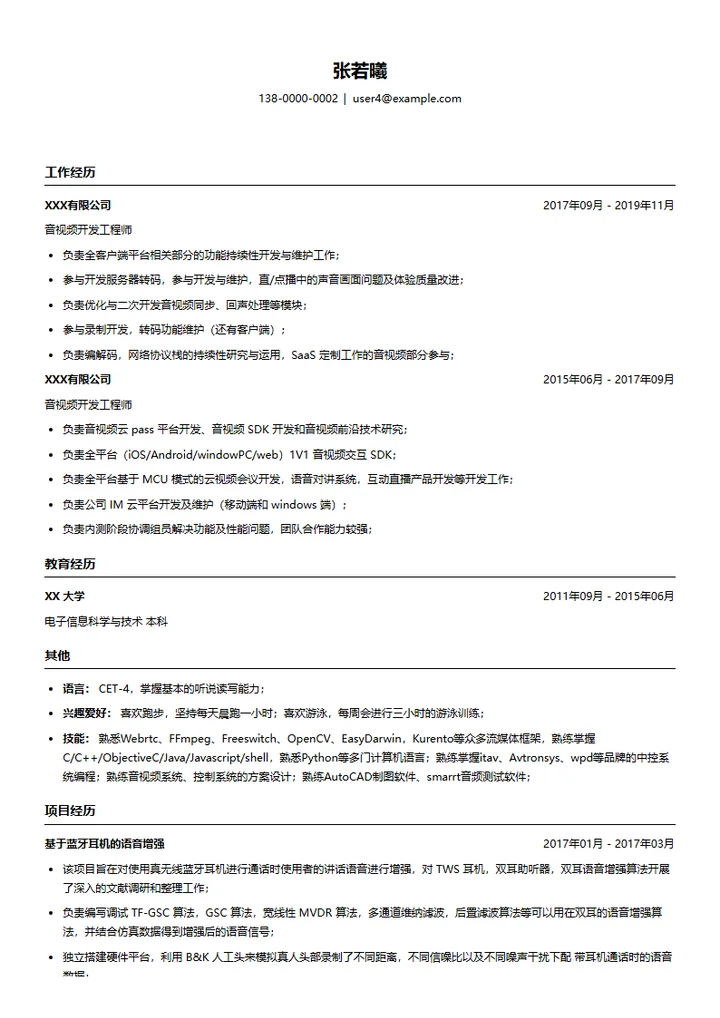 张若曦
138-0000-0002 | user4@example.com
工作经历
XXX有限公司 2017年09月 - 2019年11月
音视频开发工程师
• 负责全客户端平台相关部分的功能持续性开发与维护工作；
• 参与开发服务器转码，参与开发与维护，直/点播中的声音画面问题及体验质量改进；
• 负责优化与二次开发音视频同步、回声处理等模块；
• 参与录制开发，转码功能维护（还有客户端）；
• 负责编解码，网络协议栈的持续性研究与运用，SaaS 定制工作的音视频部分参与；
XXX有限公司 2015年06月 - 2017年09月
音视频开发工程师
• 负责音视频云 pass 平台开发、音视频 SDK 开发和音视频前沿技术研究；
• 负责全平台（iOS/Android/windowPC/web）1V1 音视频交互 SDK；
• 负责全平台基于 MCU 模式的云视频会议开发，语音对讲系统，互动直播产品开发等开发工作；
• 负责公司 IM 云平台开发及维护（移动端和 windows 端）；
• 负责内测阶段协调组员解决功能及性能问题，团队合作能力较强；
教育经历
XX 大学 2011年09月 - 2015年06月
电子信息科学与技术 本科
其他
• 语言： CET-4，掌握基本的听说读写能力；
• 兴趣爱好： 喜欢跑步，坚持每天晨跑一小时；喜欢游泳，每周会进行三小时的游泳训练；
• 技能： 熟悉Webrtc、FFmpeg、Freeswitch、OpenCV、EasyDarwin，Kurento等众多流媒体框架，熟练掌握
C/C++/ObjectiveC/Java/Javascript/shell，熟悉Python等多门计算机语言；熟练掌握itav、Avtronsys、wpd等品牌的中控系
统编程；熟练音视频系统、控制系统的方案设计；熟练AutoCAD制图软件、smarrt音频测试软件；
项目经历
基于蓝牙耳机的语音增强 2017年01月 - 2017年03月
• 该项目旨在对使用真无线蓝牙耳机进行通话时使用者的讲话语音进行增强，对 TWS 耳机，双耳助听器，双耳语音增强算法开展
了深入的文献调研和整理工作；
• 负责编写调试 TF-GSC 算法，GSC 算法，宽线性 MVDR 算法，多通道维纳滤波，后置滤波算法等可以用在双耳的语音增强算
法，并结合仿真数据得到增强后的语音信号；
• 独立搭建硬件平台，利用 B&K 人工头来模拟真人头部录制了不同距离，不同信噪比以及不同噪声干扰下配 带耳机通话时的语音
数据；